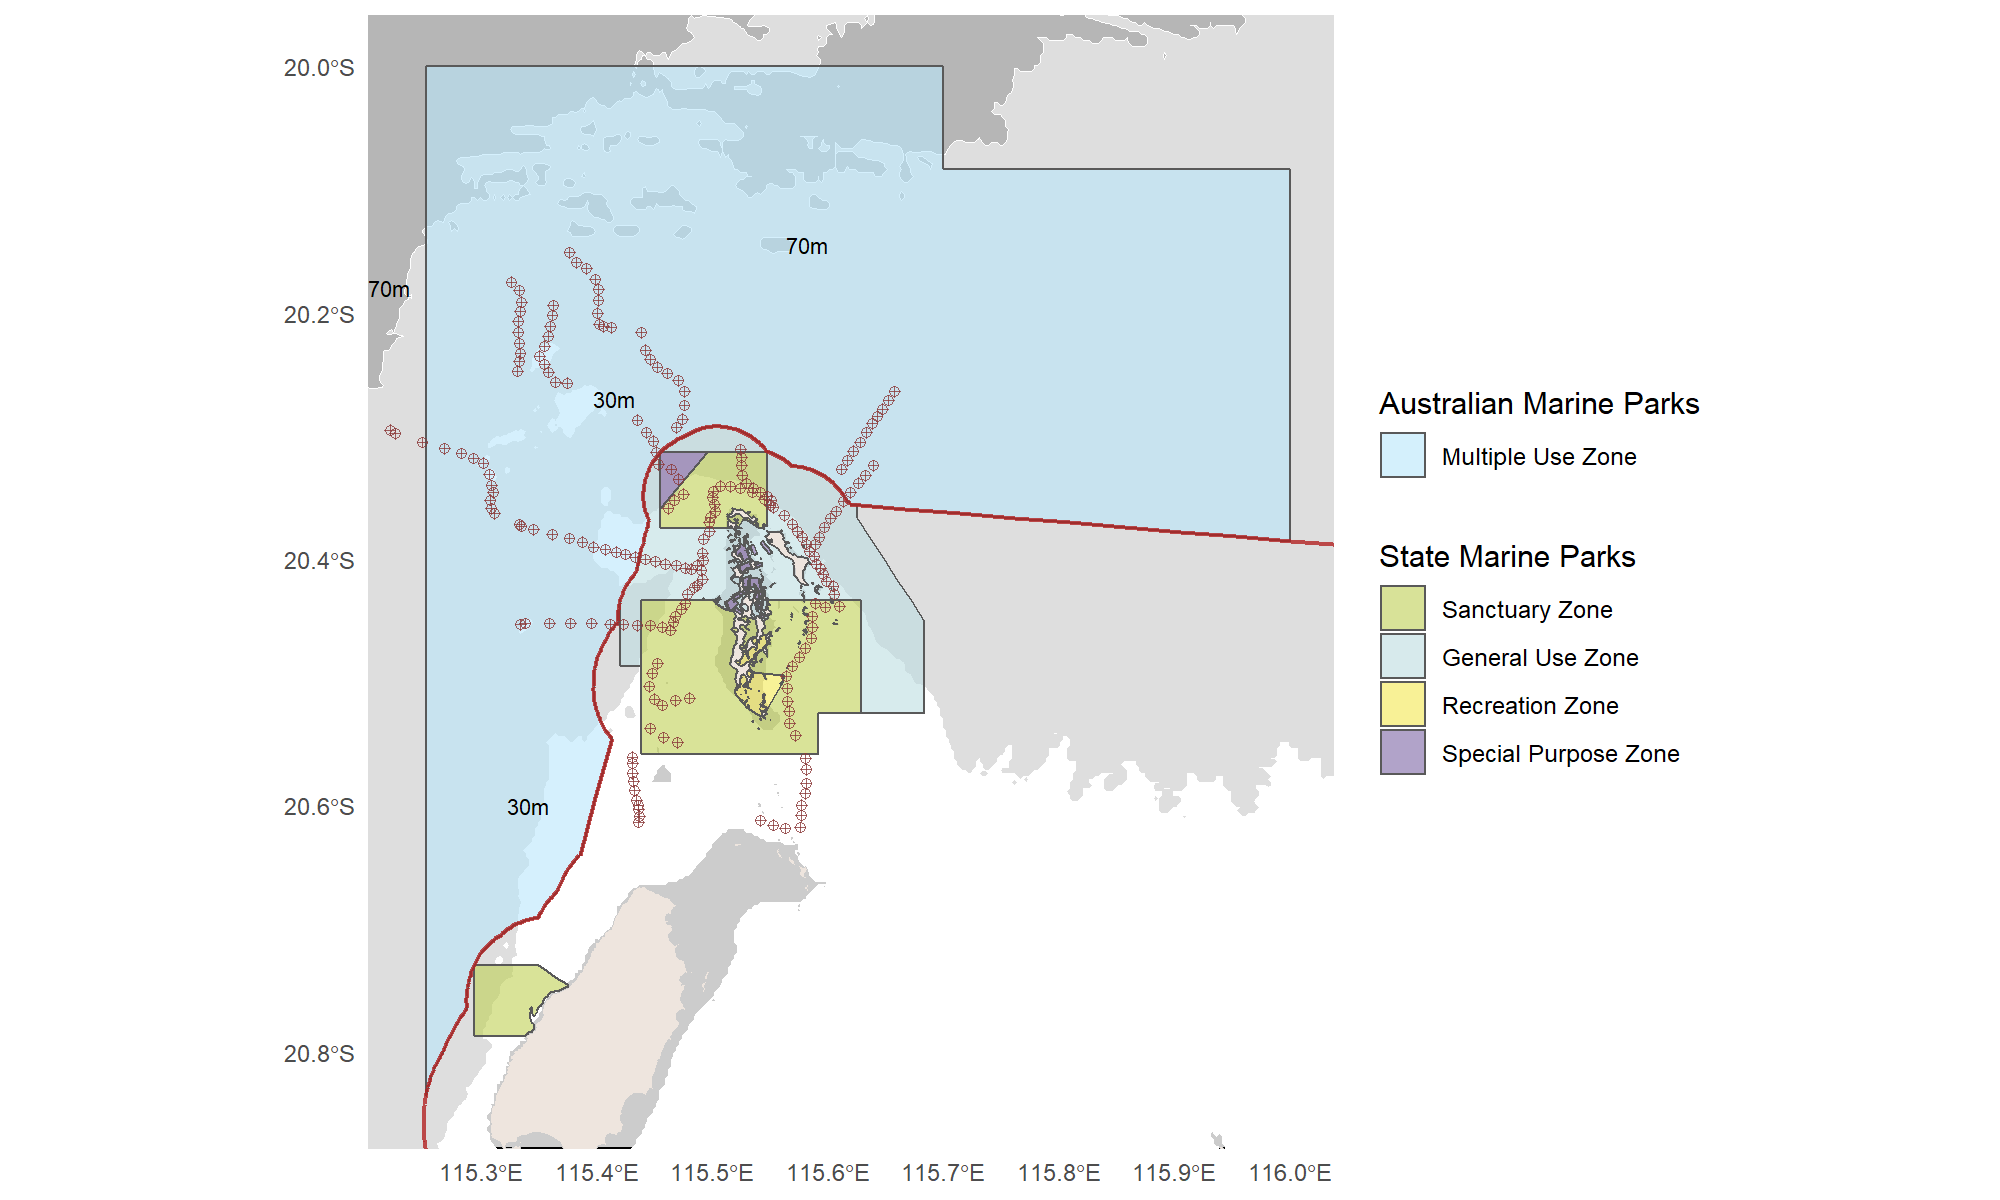 20.0°S
70m
70m
20.2°S
30m
20.4°S
20.6°S
30m
20.8°S
115.3°E
115.4°E
115.5°E
115.6°E
115.7°E
115.8°E
115.9°E
116.0°E
Australian Marine Parks
Multiple Use Zone
State Marine Parks
Sanctuary Zone
General Use Zone
Recreation Zone
Special Purpose Zone